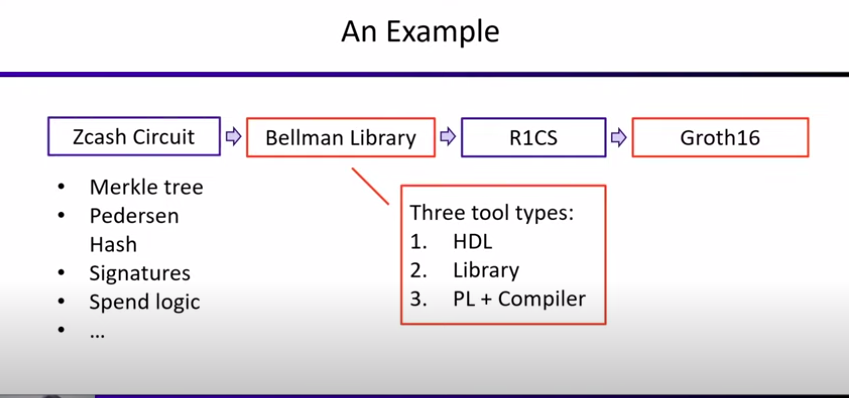 An Example
Zcash Circuit
Bellman Library
R1CS
Groth16
• Merkle tree
• Pedersen
Hash
• Signatures
• Spend logic
• ...
Three tool types:
1. HDL
2. Library
3. PL + Compiler